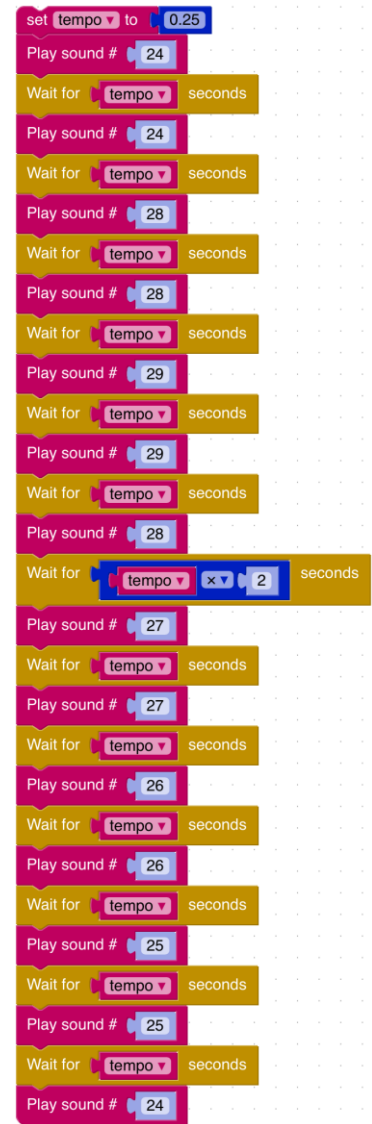 set tempo to 0.25
Play sound # 24
Wait for tempo seconds
Play sound # 24
Wait for tempo seconds
Play sound # 28
Wait for tempo seconds
Play sound # 28
Wait for tempo seconds
Play sound # 29
Wait for tempo seconds
Play sound # 29
Wait for tempo seconds
Play sound # 28
Wait for tempo × 2 seconds
Play sound # 27
Wait for tempo seconds
Play sound # 27
Wait for tempo seconds
Play sound # 26
Wait for tempo seconds
Play sound # 26
Wait for tempo seconds
Play sound # 25
Wait for tempo seconds
Play sound # 25
Wait for tempo seconds
Play sound # 24